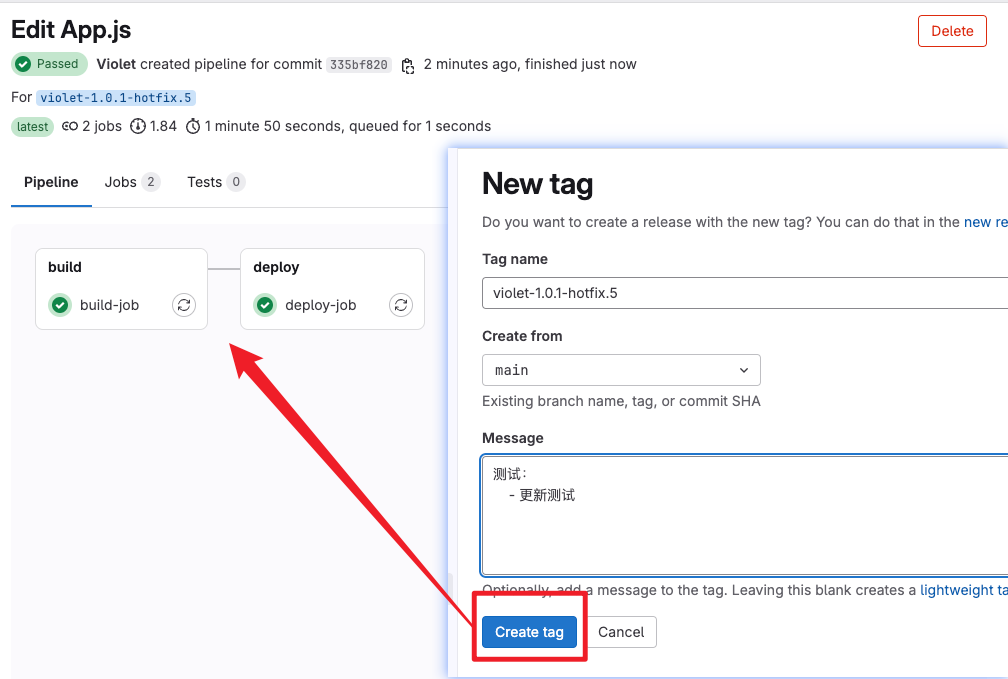 Edit App.js
Delete
Passed Violet created pipeline for commit 335bf820 2 minutes ago, finished just now
For violet-1.0.1-hotfix.5
latest 2 jobs 1.84 1 minute 50 seconds, queued for 1 seconds
Pipeline Jobs 2 Tests 0
build
build-job
deploy
deploy-job
New tag
Do you want to create a release with the new tag? You can do that in the new re
Tag name
violet-1.0.1-hotfix.5
Create from
main
Existing branch name, tag, or commit SHA
Message
测试：
- 更新测试
Optionally, add a message to the tag. Leaving this blank creates a lightweight ta
Create tag Cancel